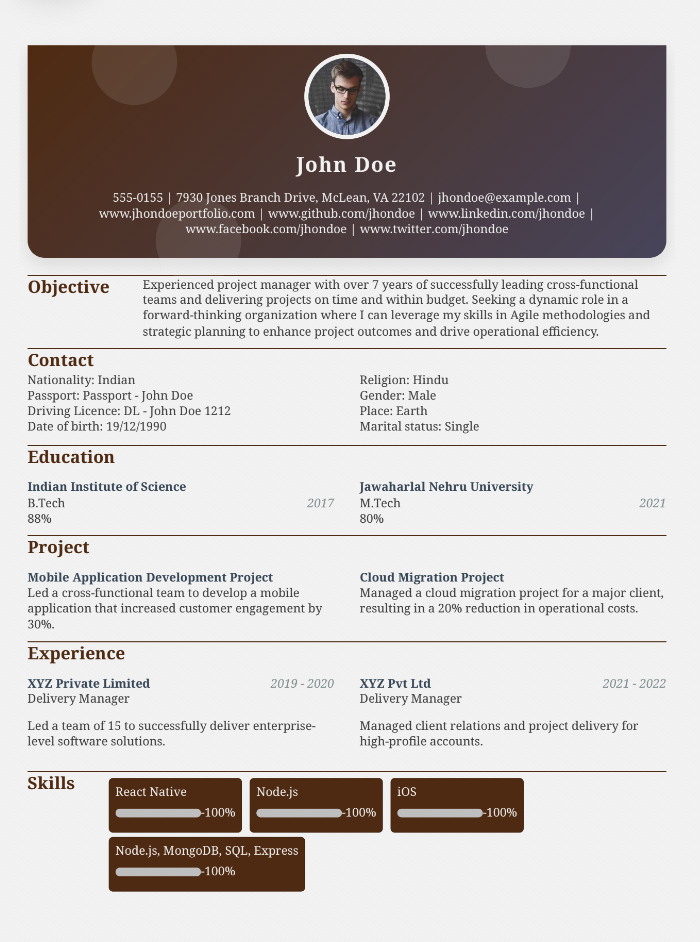 John Doe
555-0155 | 7930 Jones Branch Drive, McLean, VA 22102 | jhondoe@example.com |
www.jhondoeportfolio.com | www.github.com/jhondoe | www.linkedin.com/jhondoe |
www.facebook.com/jhondoe | www.twitter.com/jhondoe
Objective
Experienced project manager with over 7 years of successfully leading cross-functional
teams and delivering projects on time and within budget. Seeking a dynamic role in a
forward-thinking organization where I can leverage my skills in Agile methodologies and
strategic planning to enhance project outcomes and drive operational efficiency.
Contact
Nationality: Indian
Passport: Passport - John Doe
Driving Licence: DL - John Doe 1212
Date of birth: 19/12/1990
Religion: Hindu
Gender: Male
Place: Earth
Marital status: Single
Education
Indian Institute of Science
B.Tech 2017
88%
Jawaharlal Nehru University
M.Tech 2021
80%
Project
Mobile Application Development Project
Led a cross-functional team to develop a mobile
application that increased customer engagement by
30%.
Cloud Migration Project
Managed a cloud migration project for a major client,
resulting in a 20% reduction in operational costs.
Experience
XYZ Private Limited 2019 - 2020
Delivery Manager
Led a team of 15 to successfully deliver enterprise-
level software solutions.
XYZ Pvt Ltd 2021 - 2022
Delivery Manager
Managed client relations and project delivery for
high-profile accounts.
Skills
React Native
-100%
Node.js
-100%
iOS
-100%
Node.js, MongoDB, SQL, Express
-100%